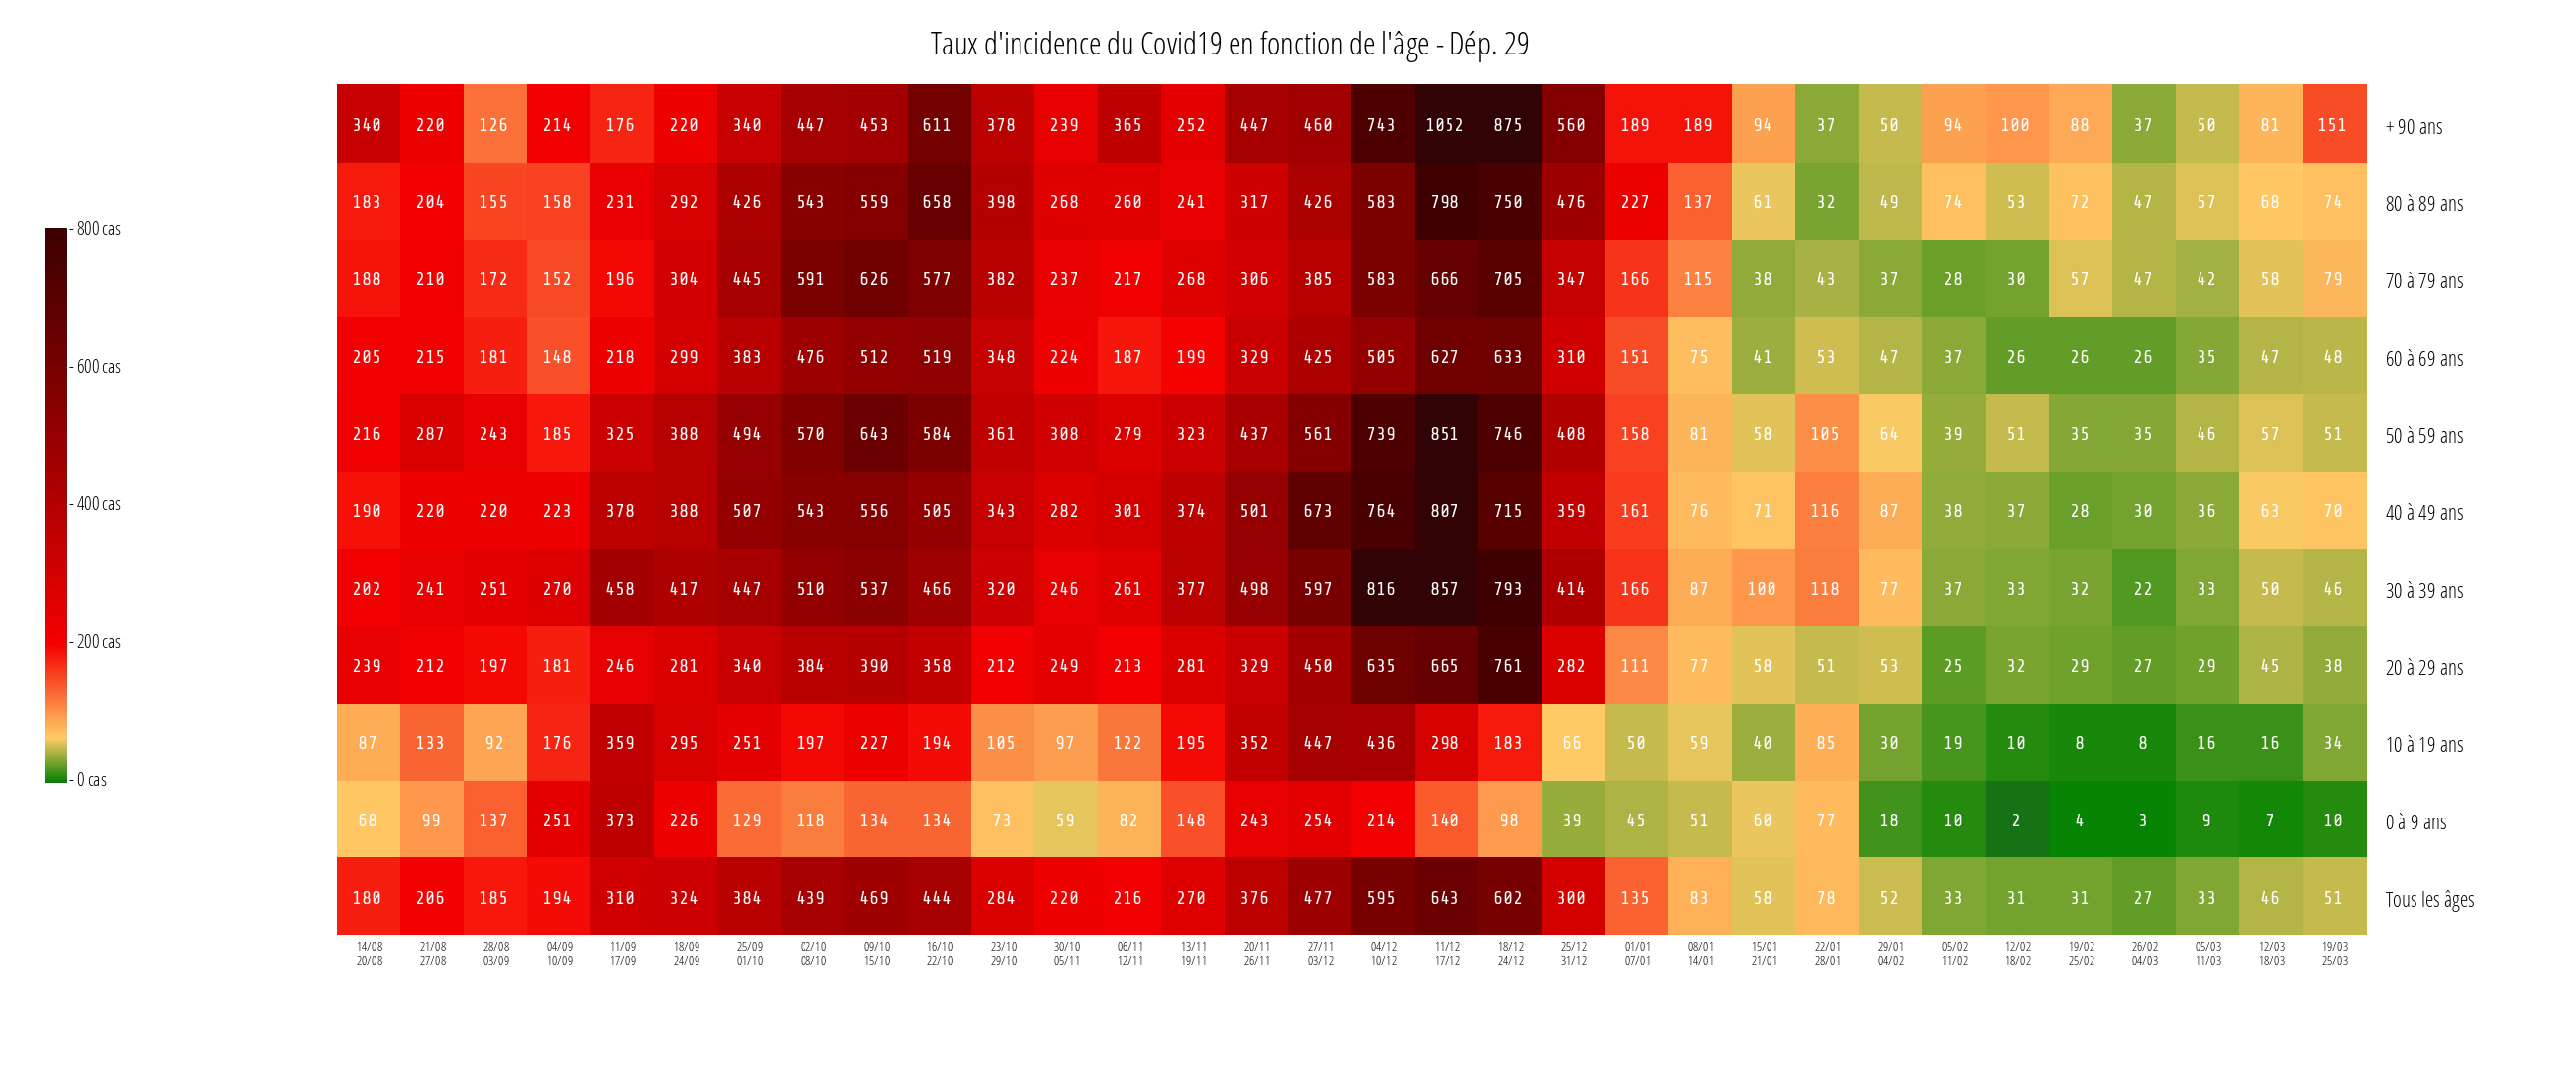 Taux d'incidence du Covid19 en fonction de l'âge - Dép. 29
- 800 cas
- 600 cas
- 400 cas
- 200 cas
- 0 cas
340 220 126 214 176 220 340 447 453 611 378 239 365 252 447 460 743 1052 875 560 189 189 94 37 50 94 100 88 37 50 81 151 + 90 ans
183 204 155 158 231 292 426 543 559 658 398 268 260 241 317 426 583 798 750 476 227 137 61 32 49 74 53 72 47 57 68 74 80 à 89 ans
188 210 172 152 196 304 445 591 626 577 382 237 217 268 306 385 583 666 705 347 166 115 38 43 37 28 30 57 47 42 58 79 70 à 79 ans
205 215 181 148 218 299 383 476 512 519 348 224 187 199 329 425 505 627 633 310 151 75 41 53 47 37 26 26 26 35 47 48 60 à 69 ans
216 287 243 185 325 388 494 570 643 584 361 308 279 323 437 561 739 851 746 408 158 81 58 105 64 39 51 35 35 46 57 51 50 à 59 ans
190 220 220 223 378 388 507 543 556 505 343 282 301 374 501 673 764 807 715 359 161 76 71 116 87 38 37 28 30 36 63 70 40 à 49 ans
202 241 251 270 458 417 447 510 537 466 320 246 261 377 498 597 816 857 793 414 166 87 100 118 77 37 33 32 22 33 50 46 30 à 39 ans
239 212 197 181 246 281 340 384 390 358 212 249 213 281 329 450 635 665 761 282 111 77 58 51 53 25 32 29 27 29 45 38 20 à 29 ans
87 133 92 176 359 295 251 197 227 194 105 97 122 195 352 447 436 298 183 66 50 59 40 85 30 19 10 8 8 16 16 34 10 à 19 ans
68 99 137 251 373 226 129 118 134 134 73 59 82 148 243 254 214 140 98 39 45 51 60 77 18 10 2 4 3 9 7 10 0 à 9 ans
180 206 185 194 310 324 384 439 469 444 284 220 216 270 376 477 595 643 602 300 135 83 58 78 52 33 31 31 27 33 46 51 Tous les âges
14/08 21/08 28/08 04/09 11/09 18/09 25/09 02/10 09/10 16/10 23/10 30/10 06/11 13/11 20/11 27/11 04/12 11/12 18/12 25/12 01/01 08/01 15/01 22/01 29/01 05/02 12/02 19/02 26/02 05/03 12/03 19/03
20/08 27/08 03/09 10/09 17/09 24/09 01/10 08/10 15/10 22/10 29/10 05/11 12/11 19/11 26/11 03/12 10/12 17/12 24/12 31/12 07/01 14/01 21/01 28/01 04/02 11/02 18/02 25/02 04/03 11/03 18/03 25/03